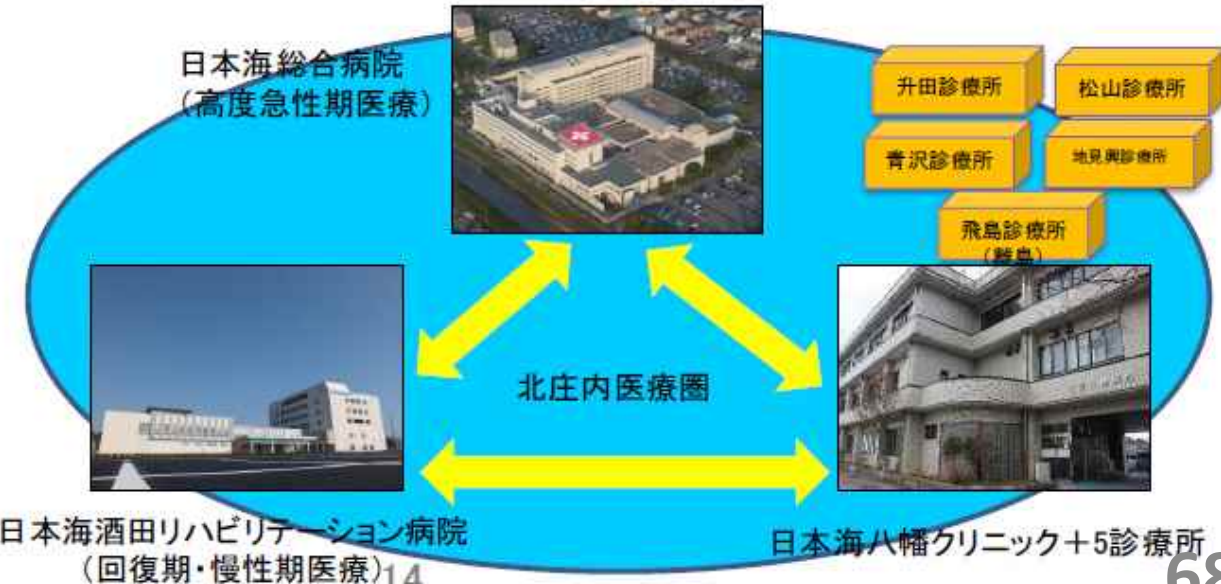 日本海総合病院
（高度急性期医療）
升田診療所
松山診療所
青沢診療所
地見興診療所
飛島診療所
（離島）
北庄内医療圏
日本海酒田リハビリテーション病院
（回復期・慢性期医療）
14
日本海八幡クリニック＋5診療所
68